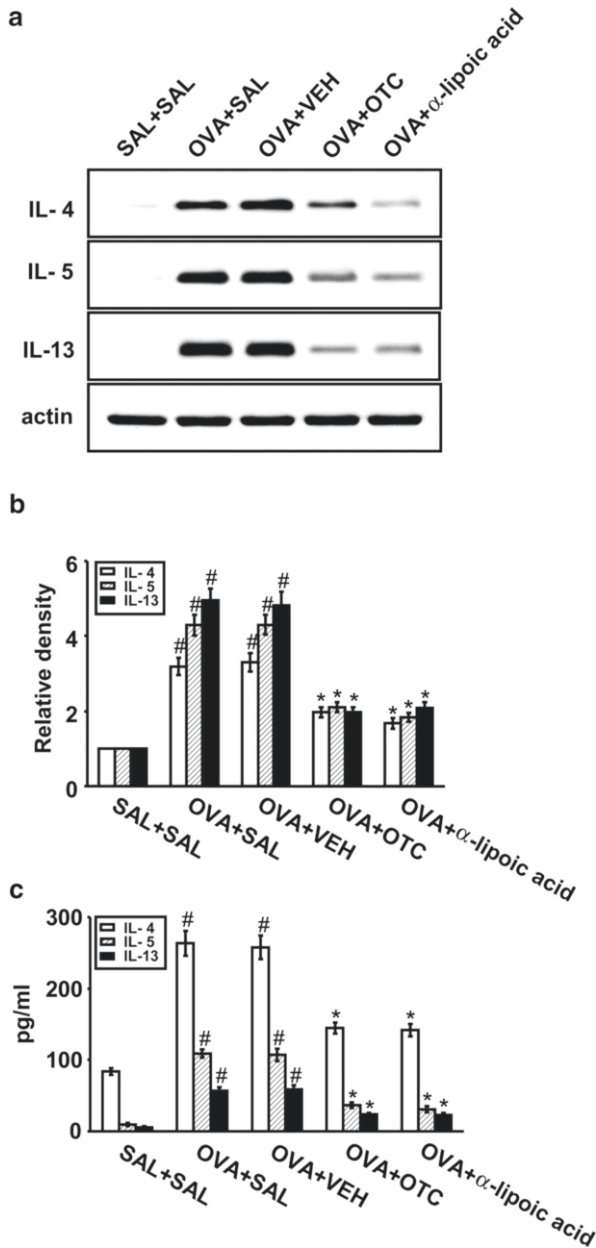 a
SAL+SAL
OVA+SAL
OVA+VEH
OVA+OTC
OVA+α-lipoic acid
IL- 4
IL- 5
IL-13
actin
b
6
4
2
0
Relative density
IL- 4
IL- 5
IL-13
#
#
#
#
#
#
* * *
* * *
SAL+SAL
OVA+SAL
OVA+VEH
OVA+OTC
OVA+α-lipoic acid
c
300
200
100
0
pg/ml
IL- 4
IL- 5
IL-13
#
#
#
#
#
#
*
* *
*
* *
SAL+SAL
OVA+SAL
OVA+VEH
OVA+OTC
OVA+α-lipoic acid